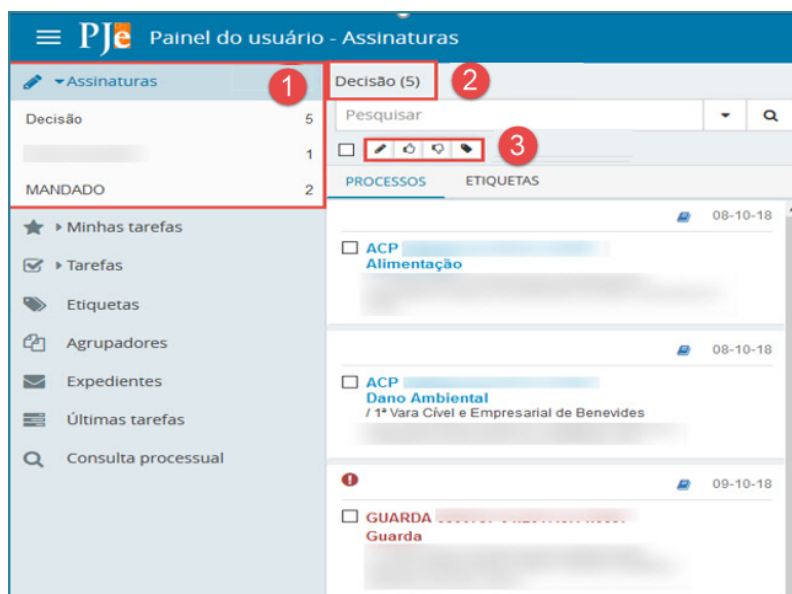 PJe Painel do usuário - Assinaturas
Assinaturas
1
Decisão 5
1
MANDADO 2
Minhas tarefas
Tarefas
Etiquetas
Agrupadores
Expedientes
Últimas tarefas
Consulta processual
Decisão (5)
2
Pesquisar
3
PROCESSOS ETIQUETAS
08-10-18
ACP
Alimentação
08-10-18
ACP
Dano Ambiental
/ 1ª Vara Cível e Empresarial de Benevides
09-10-18
GUARDA
Guarda